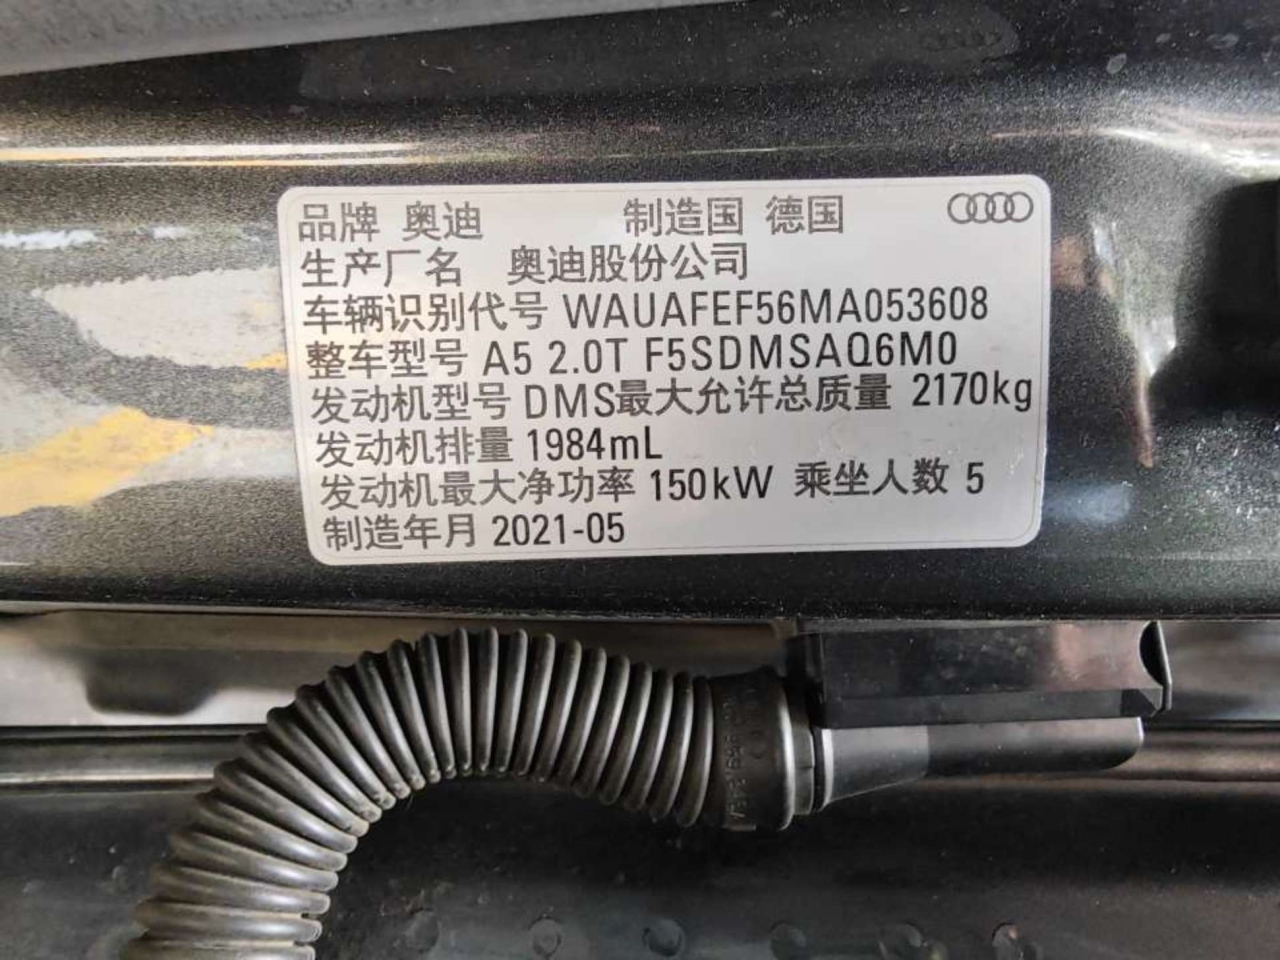 品牌 奥迪 制造国 德国
生产厂名 奥迪股份公司
车辆识别代号 WAUAFEF56MA053608
整车型号 A5 2.0T F5SDMSAQ6M0
发动机型号 DMS最大允许总质量 2170kg
发动机排量 1984mL
发动机最大净功率 150kW 乘坐人数 5
制造年月 2021-05